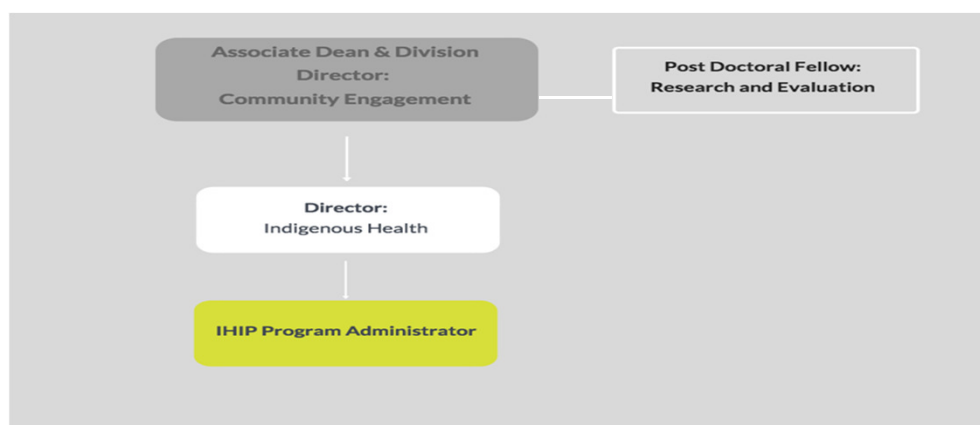 Associate Dean & Division
Director:
Community Engagement
Post Doctoral Fellow:
Research and Evaluation
Director:
Indigenous Health
IHIP Program Administrator